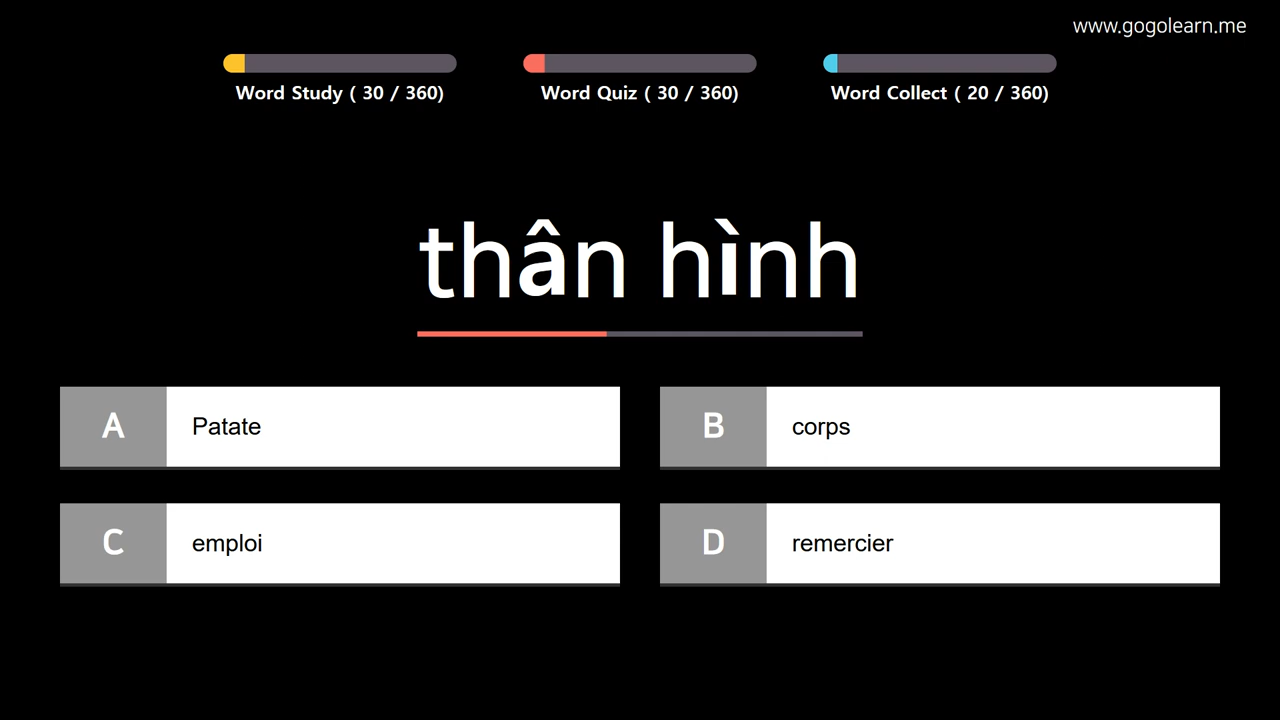 www.gogolearn.me
Word Study ( 30 / 360)
Word Quiz ( 30 / 360)
Word Collect ( 20 / 360)
thân hình
A Patate
B corps
C emploi
D remercier